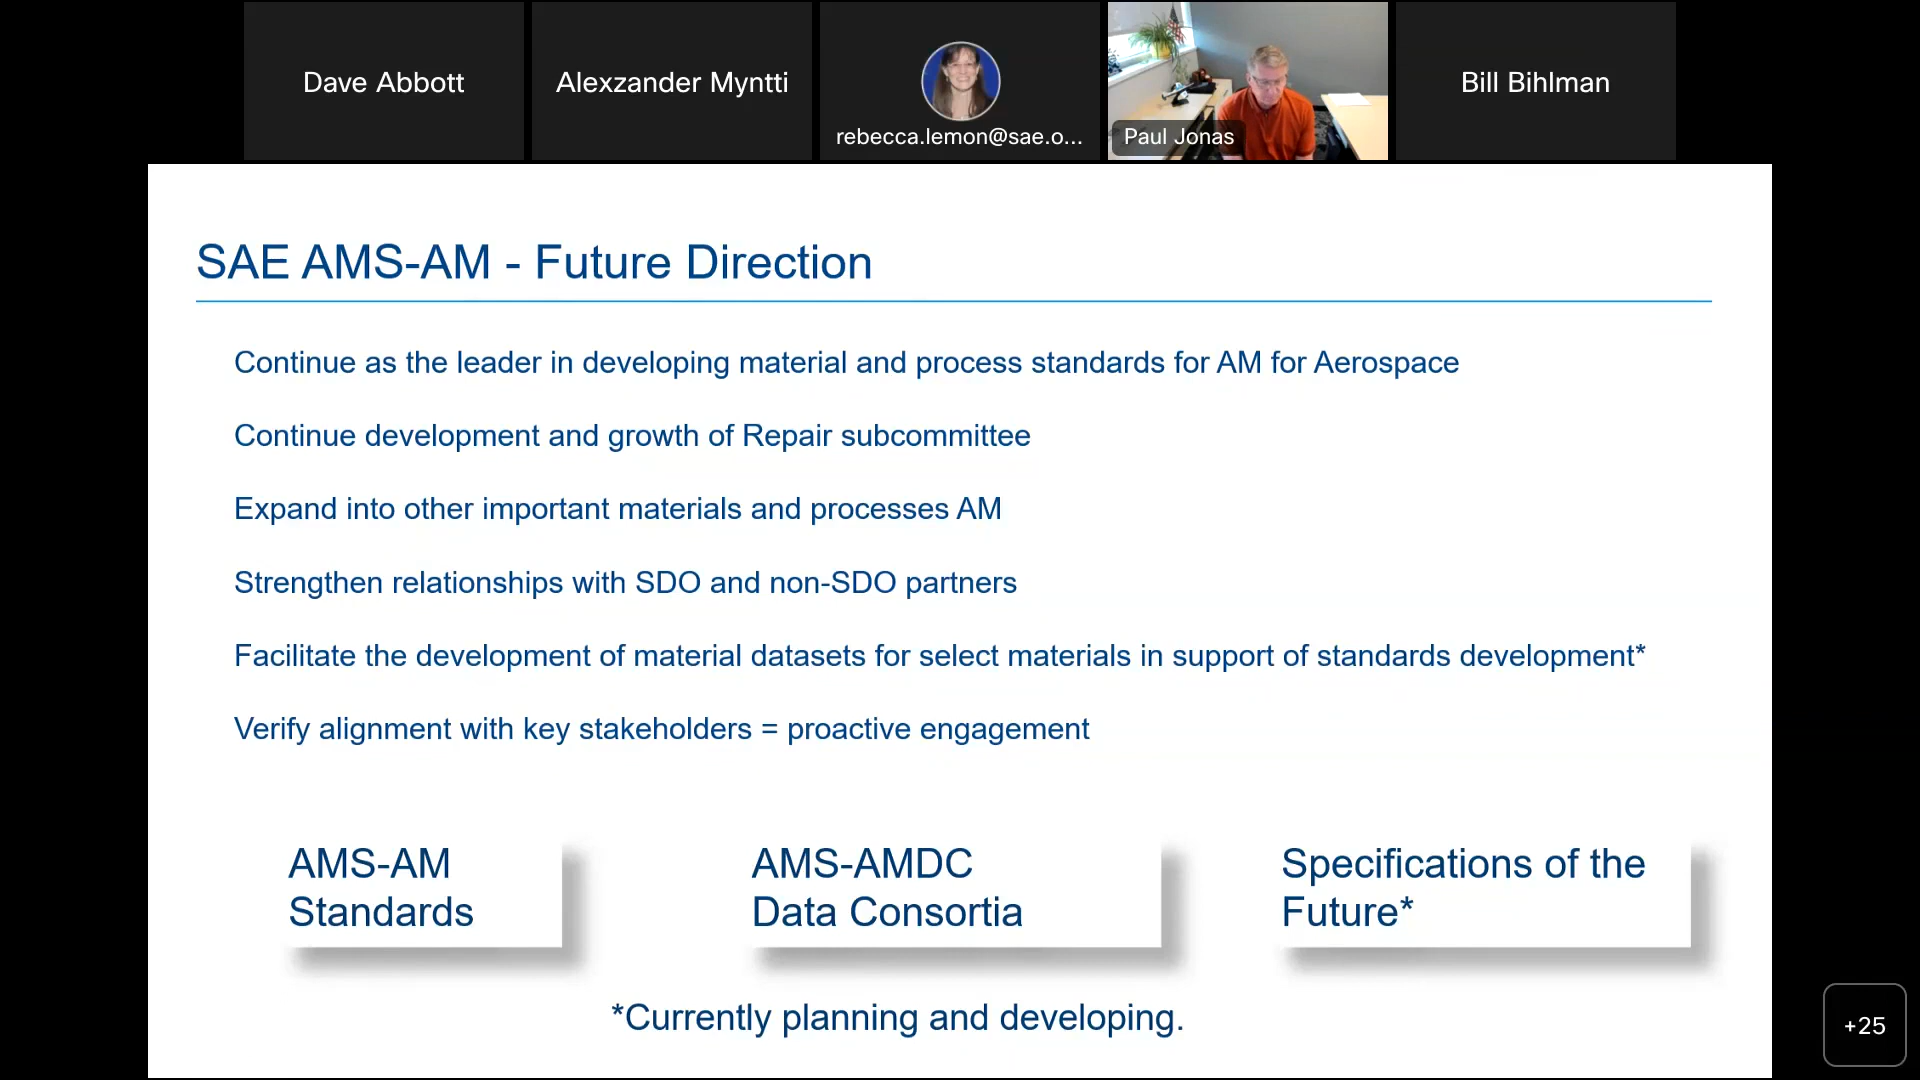 Dave Abbott
Alexzander Myntti
rebecca.lemon@sae.o...
Paul Jonas
Bill Bihlman
SAE AMS-AM - Future Direction
Continue as the leader in developing material and process standards for AM for Aerospace
Continue development and growth of Repair subcommittee
Expand into other important materials and processes AM
Strengthen relationships with SDO and non-SDO partners
Facilitate the development of material datasets for select materials in support of standards development*
Verify alignment with key stakeholders = proactive engagement
AMS-AM
Standards
AMS-AMDC
Data Consortia
Specifications of the
Future*
*Currently planning and developing.
+25